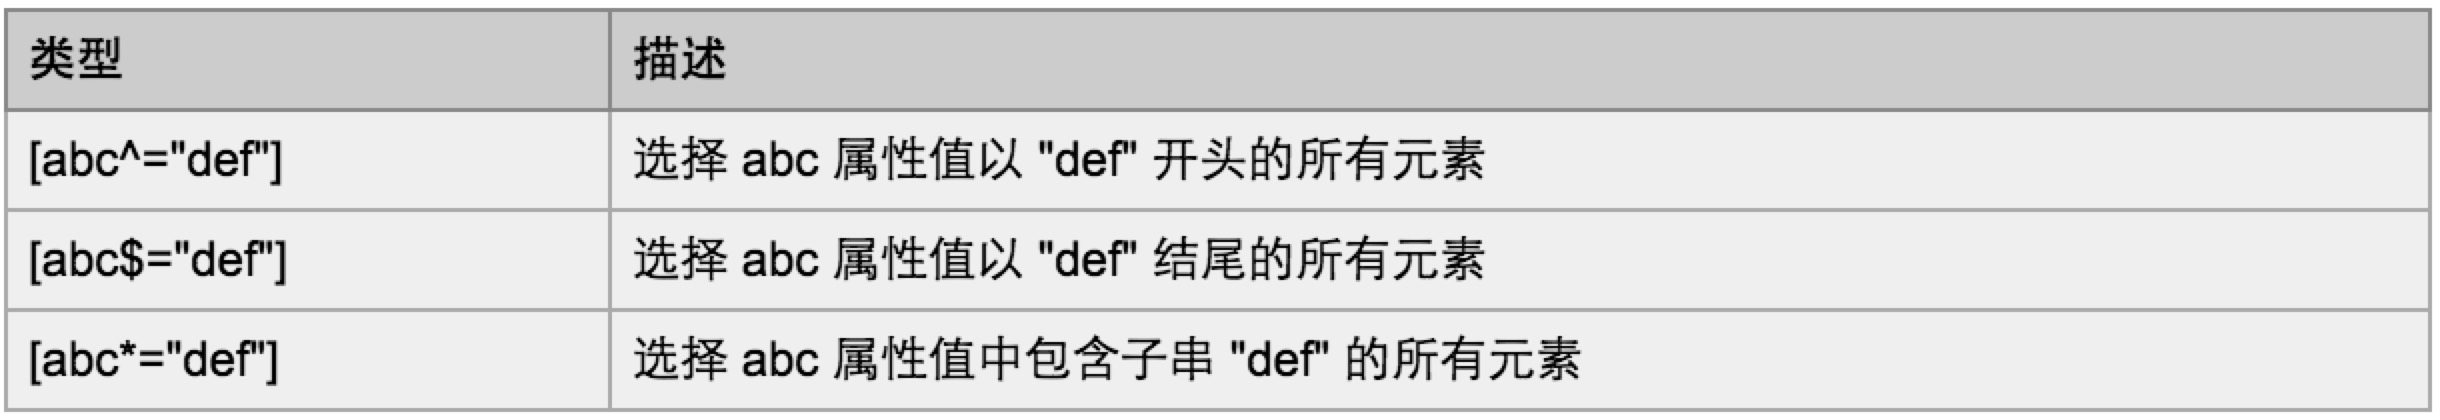 类型 描述
[abc^="def"] 选择 abc 属性值以 "def" 开头的所有元素
[abc$="def"] 选择 abc 属性值以 "def" 结尾的所有元素
[abc*="def"] 选择 abc 属性值中包含子串 "def" 的所有元素